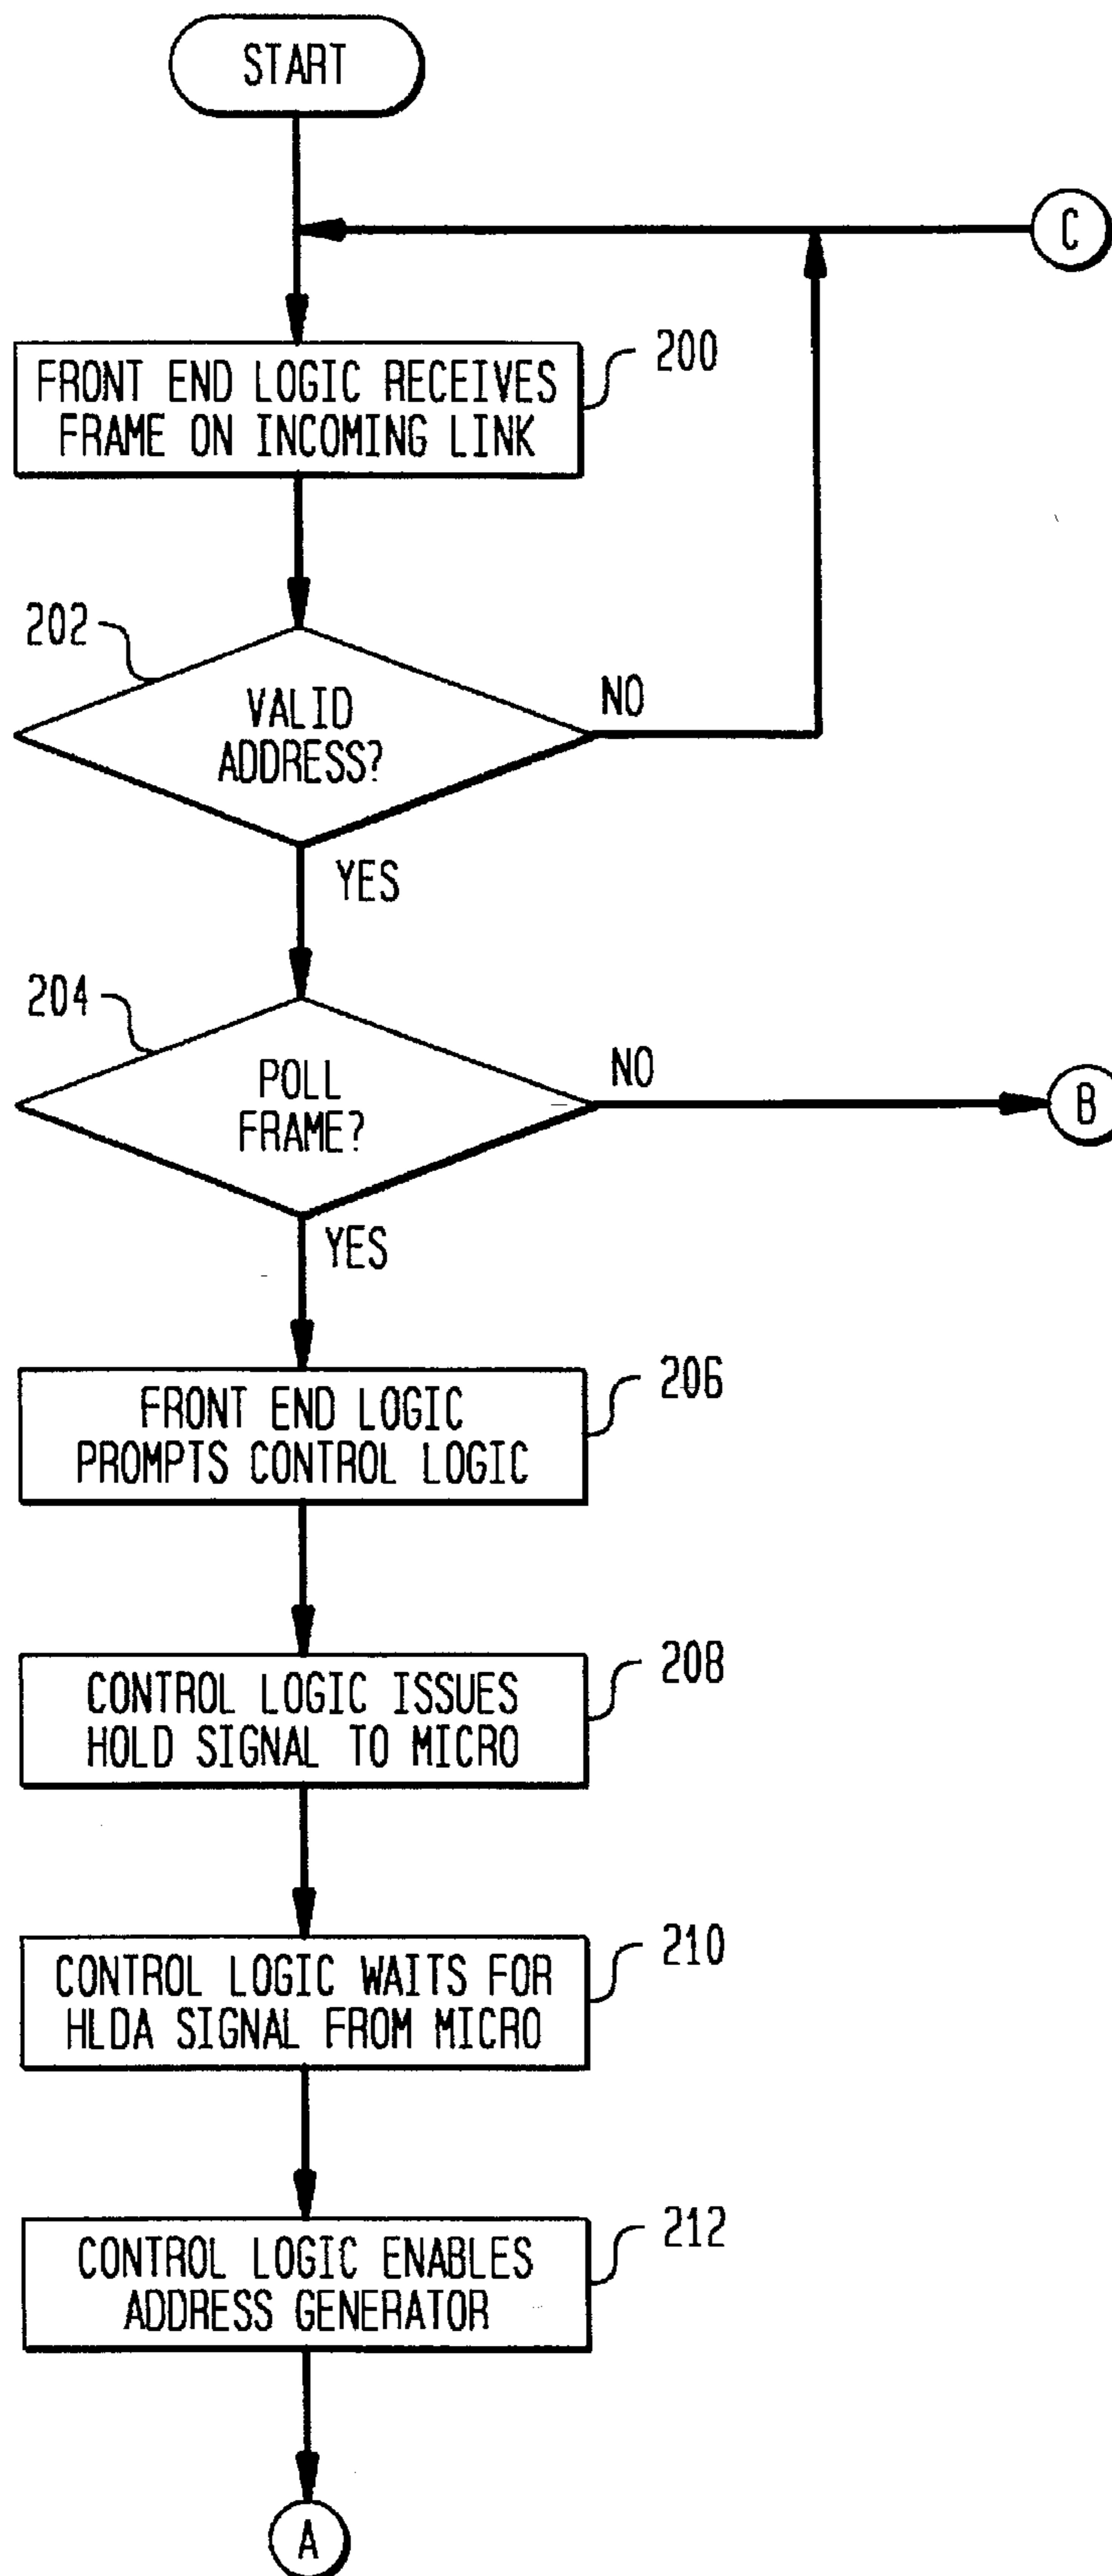 START
C
200
FRONT END LOGIC RECEIVES
FRAME ON INCOMING LINK
202
VALID
ADDRESS?
NO
YES
204
POLL
FRAME?
NO
B
YES
206
FRONT END LOGIC
PROMPTS CONTROL LOGIC
208
CONTROL LOGIC ISSUES
HOLD SIGNAL TO MICRO
210
CONTROL LOGIC WAITS FOR
HLDA SIGNAL FROM MICRO
212
CONTROL LOGIC ENABLES
ADDRESS GENERATOR
A